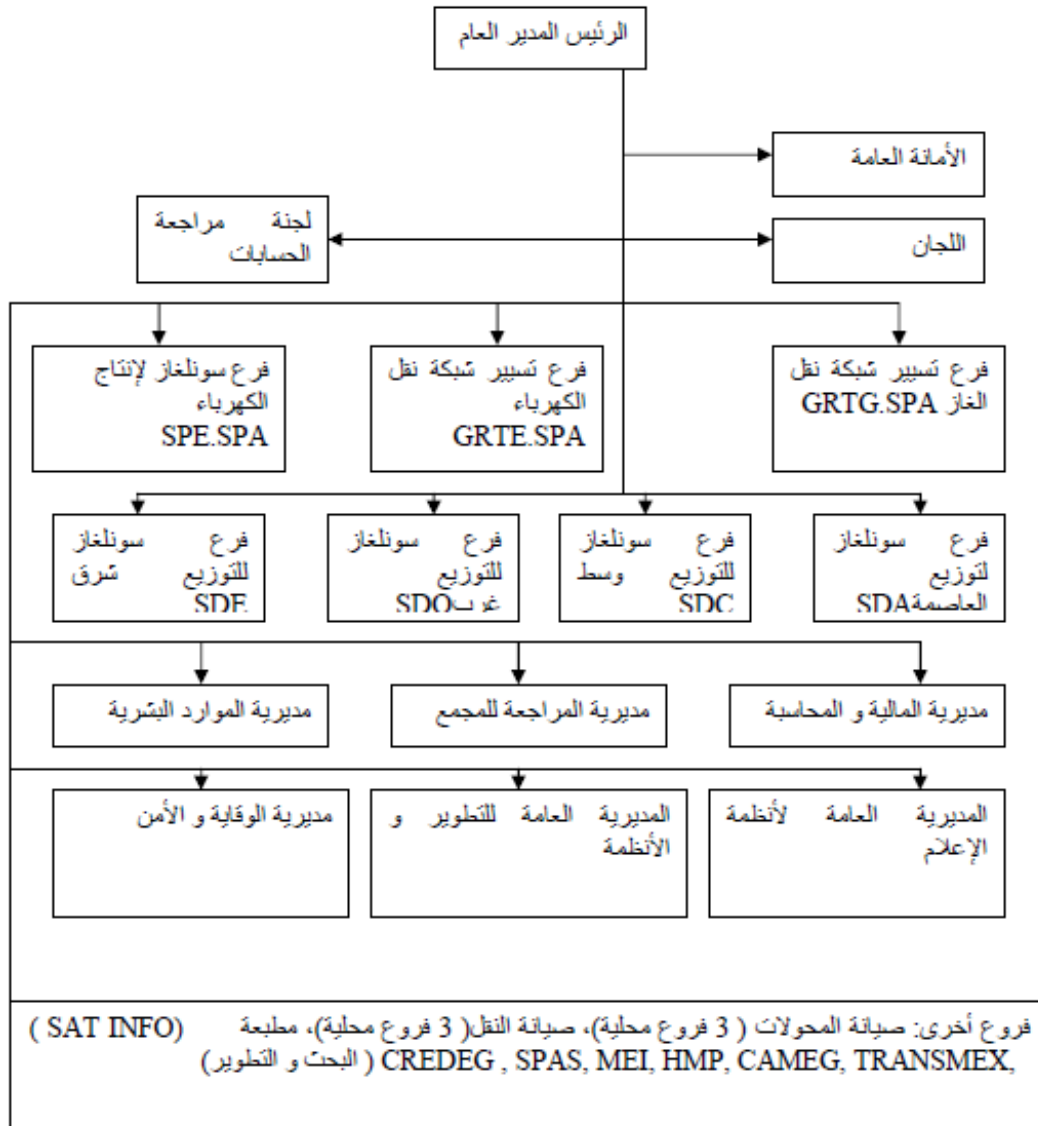 الرئيس المدير العام
الأمانة العامة
اللجان
لجنة مراجعة
الحسابات
فرع تسيير شبكة نقل
الغاز GRTG.SPA
فرع تسيير شبكة نقل
الكهرباء
GRTE.SPA
فرع سونلغاز لإنتاج
الكهرباء
SPE.SPA
فرع سونلغاز
لتوزيع
العاصمة SDA
فرع سونلغاز
للتوزيع وسط
SDC
فرع سونلغاز
للتوزيع
غرب SDO
فرع سونلغاز
للتوزيع شرق
SDE
مديرية المالية و المحاسبة
مديرية المراجعة للمجمع
مديرية الموارد البشرية
المديرية العامة لأنظمة
الإعلام
المديرية العامة للتطوير و
الأنظمة
مديرية الوقاية و الأمن
فروع أخرى: صيانة المحولات ( 3 فروع محلية)، صيانة النقل( 3 فروع محلية)، مطبعة (SAT INFO )
CREDEG , SPAS, MEI, HMP, CAMEG, TRANSMEX, ( البحث و التطوير)